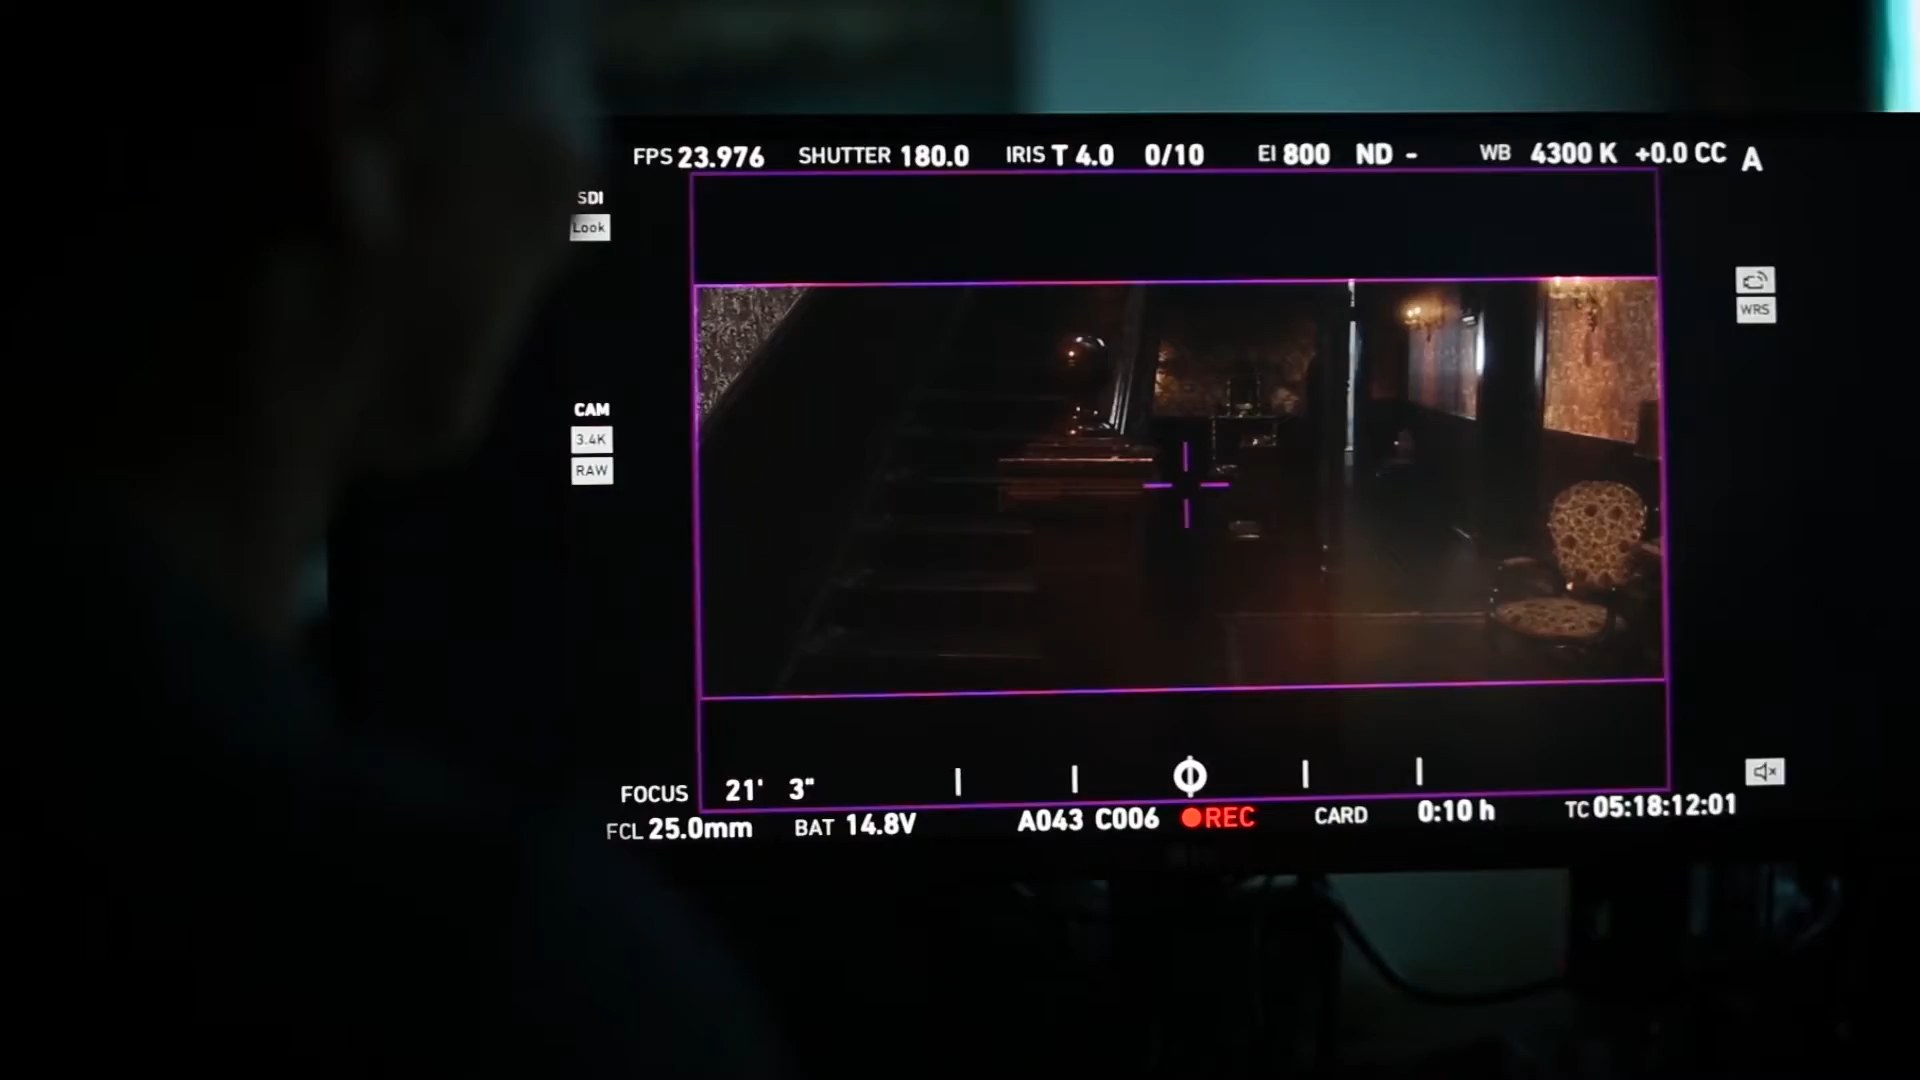 FPS 23.976 SHUTTER 180.0 IRIS T 4.0 0/10 EI 800 ND - WB 4300 K +0.0 CC A
SDI
Look
WRS
CAM
3.4K
RAW
FOCUS 21' 3"
FCL 25.0mm BAT 14.8V A043 C006 REC CARD 0:10 h TC 05:18:12:01